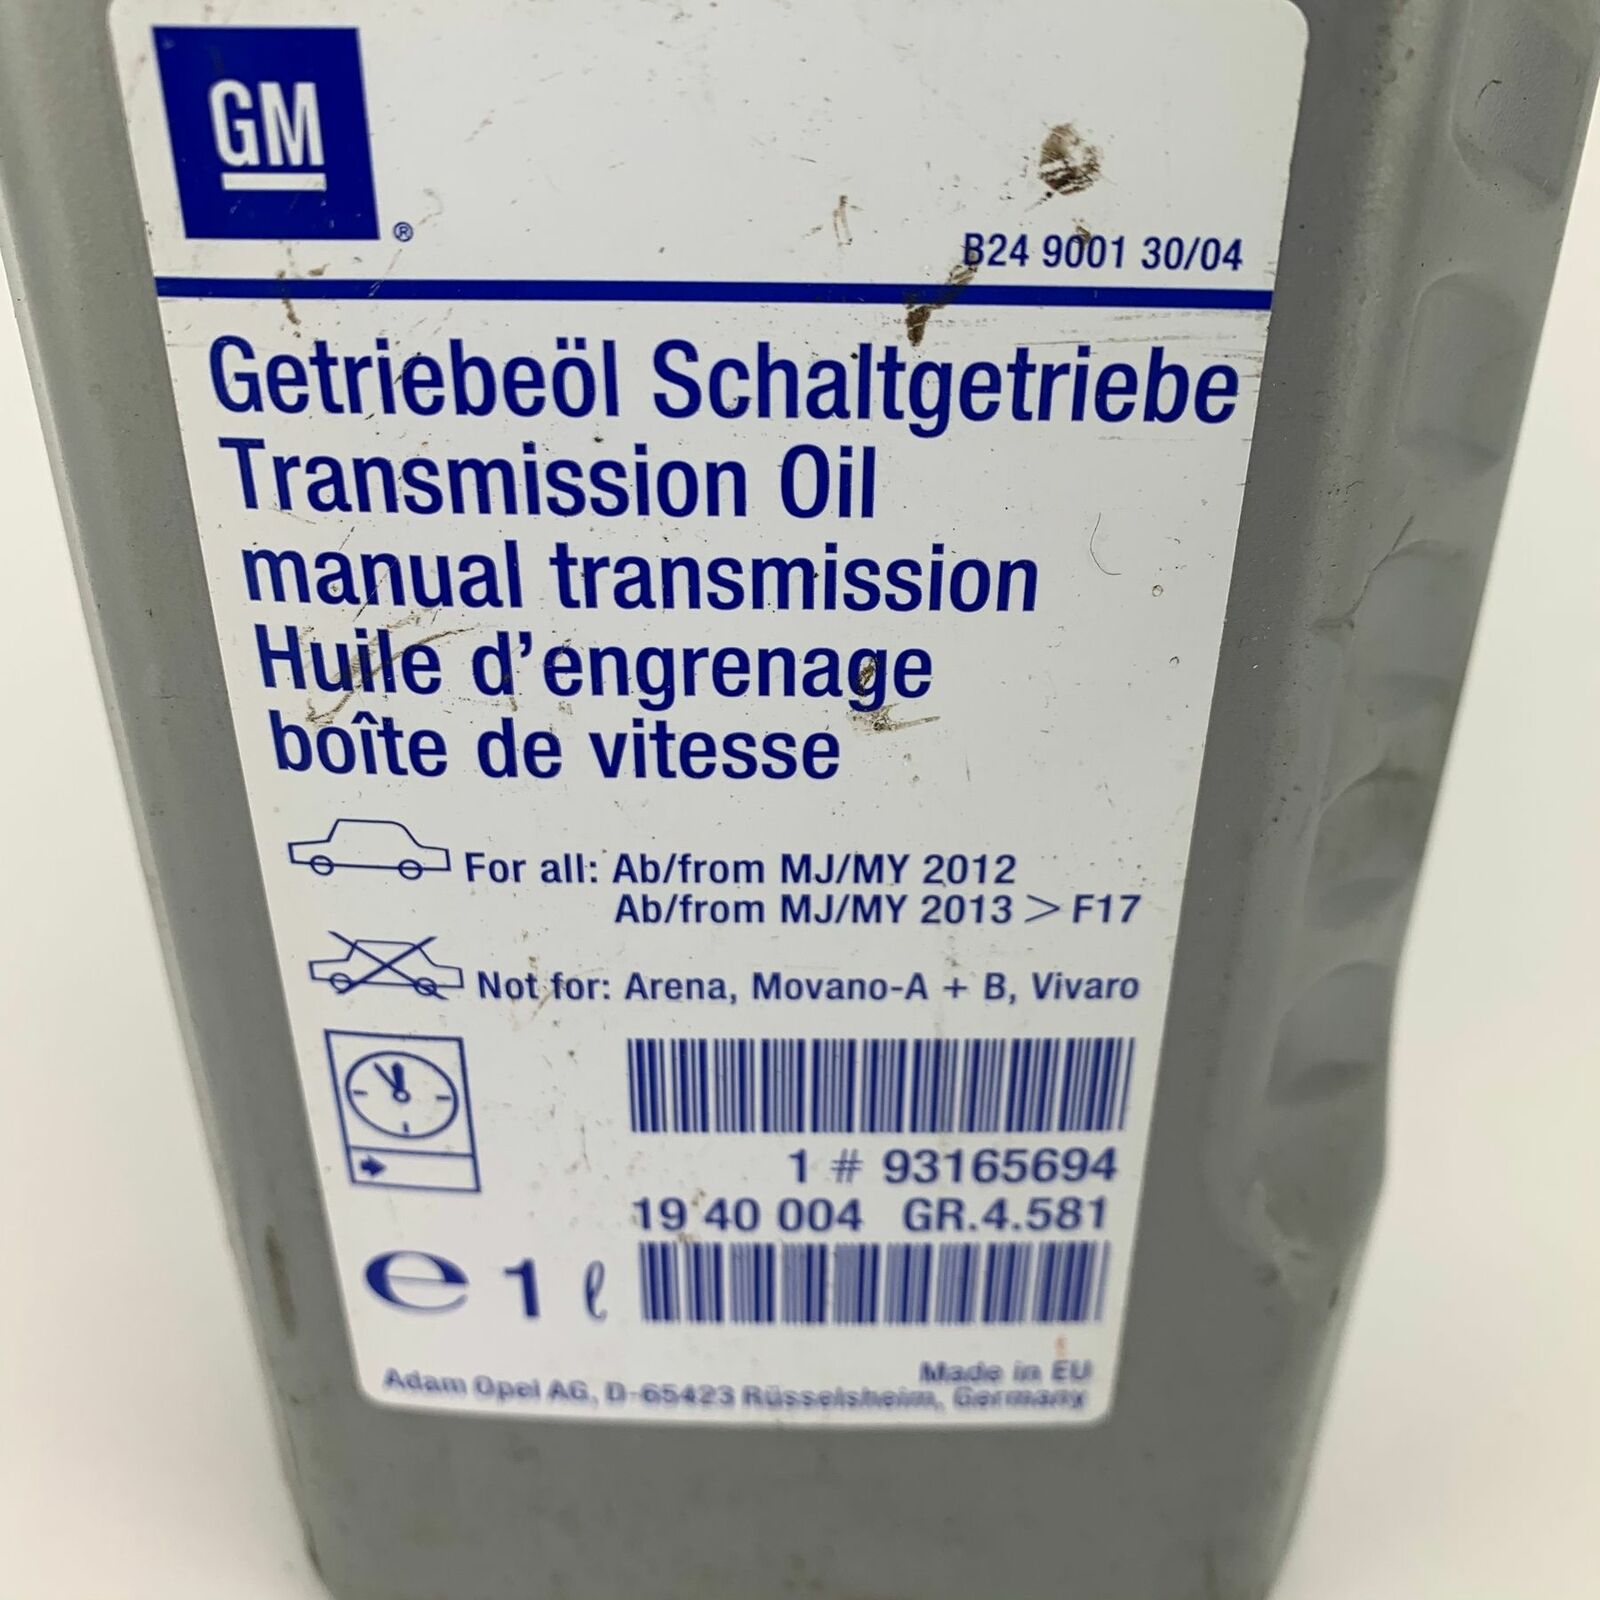 GM
®
B24 9001 30/04
Getriebeöl Schaltgetriebe
Transmission Oil
manual transmission
Huile d'engrenage
boîte de vitesse
For all: Ab/from MJ/MY 2012
Ab/from MJ/MY 2013 > F17
Not for: Arena, Movano-A + B, Vivaro
1 # 93165694
19 40 004 GR.4.581
e 1 ℓ
Made in EU
Adam Opel AG, D-65423 Rüsselsheim, Germany